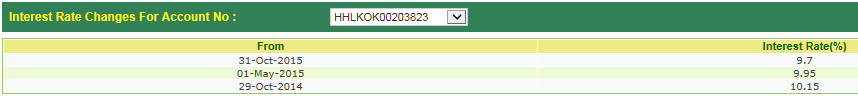 Interest Rate Changes For Account No : HHLKOK00203823
From Interest Rate(%)
31-Oct-2015 9.7
01-May-2015 9.95
29-Oct-2014 10.15